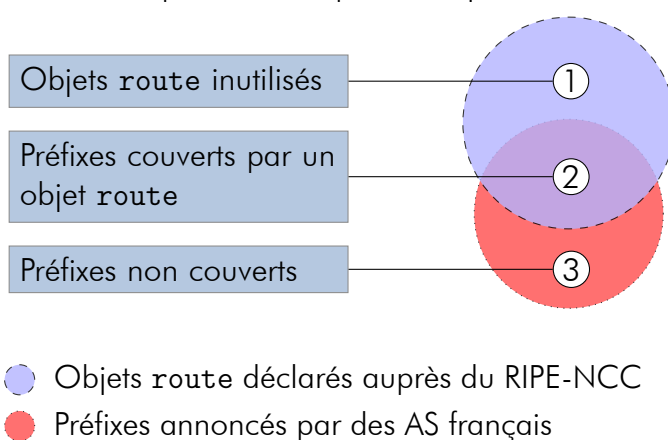 Objets route inutilisés
1
Préfixes couverts par un
objet route
2
Préfixes non couverts
3
Objets route déclarés auprès du RIPE-NCC
Préfixes annoncés par des AS français